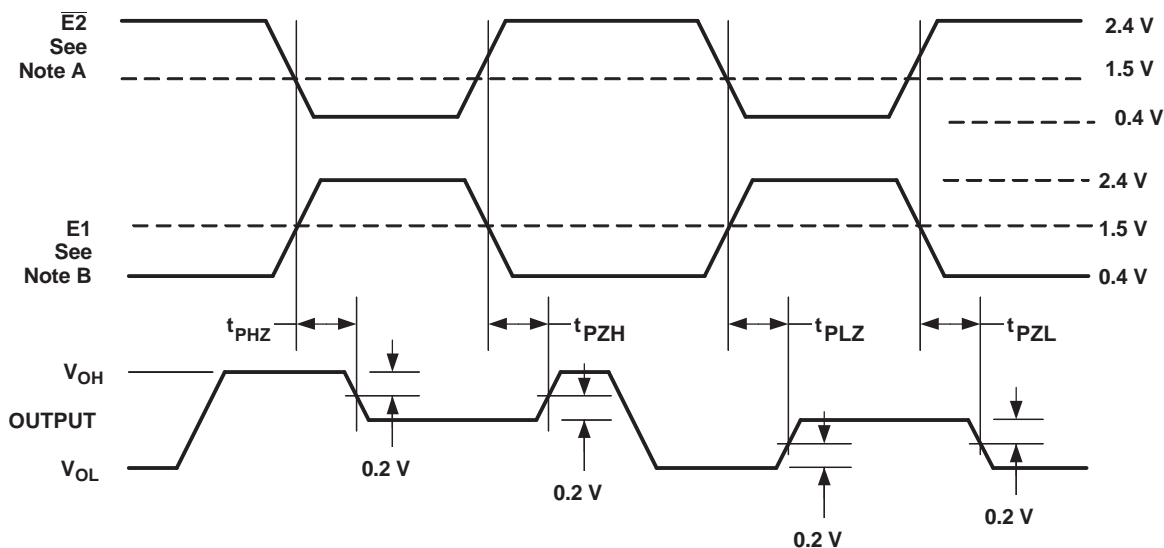 E2
See
Note A
2.4 V
1.5 V
0.4 V
2.4 V
E1
See
Note B
1.5 V
0.4 V
tPHZ
tPZH
tPLZ
tPZL
VOH
OUTPUT
VOL
0.2 V
0.2 V
0.2 V
0.2 V